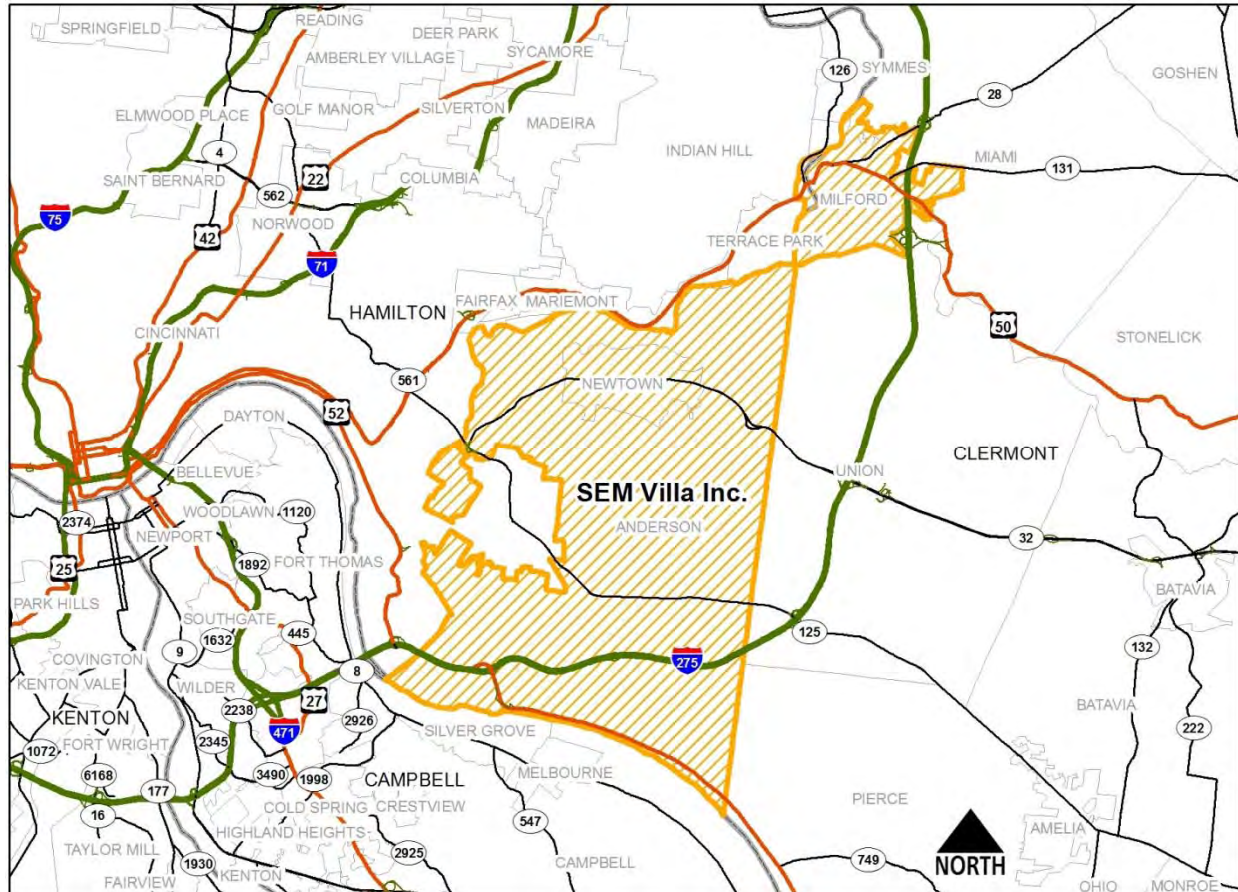 SPRINGFIELD
READING
DEER PARK
AMBERLEY VILLAGE
SYCAMORE
126
SYMMES
GOSHEN
28
ELMWOOD PLACE
GOLF MANOR
SILVERTON
MADEIRA
INDIAN HILL
MIAMI
131
4
22
COLUMBIA
SAINT BERNARD
562
75
NORWOOD
42
MILFORD
TERRACE PARK
71
FAIRFAX
MARIEMONT
HAMILTON
50
CINCINNATI
STONELICK
561
NEWTOWN
52
DAYTON
BELLEVUE
UNION
CLERMONT
WOODLAWN
SEM Villa Inc.
1120
2374
NEWPORT
ANDERSON
32
25
1892
FORT THOMAS
PARK HILLS
BATAVIA
SOUTHGATE
1632
445
125
132
9
COVINGTON
8
275
KENTON VALE
WILDER
27
2238
BATAVIA
KENTON
471
2926
SILVER GROVE
222
FORT WRIGHT
2345
1072
3490
1998
CAMPBELL
MELBOURNE
6168
177
PIERCE
16
COLD SPRING
CRESTVIEW
547
AMELIA
TAYLOR MILL
HIGHLAND HEIGHTS
2925
NORTH
1930
KENTON
CAMPBELL
749
FAIRVIEW
OHIO
MONROE